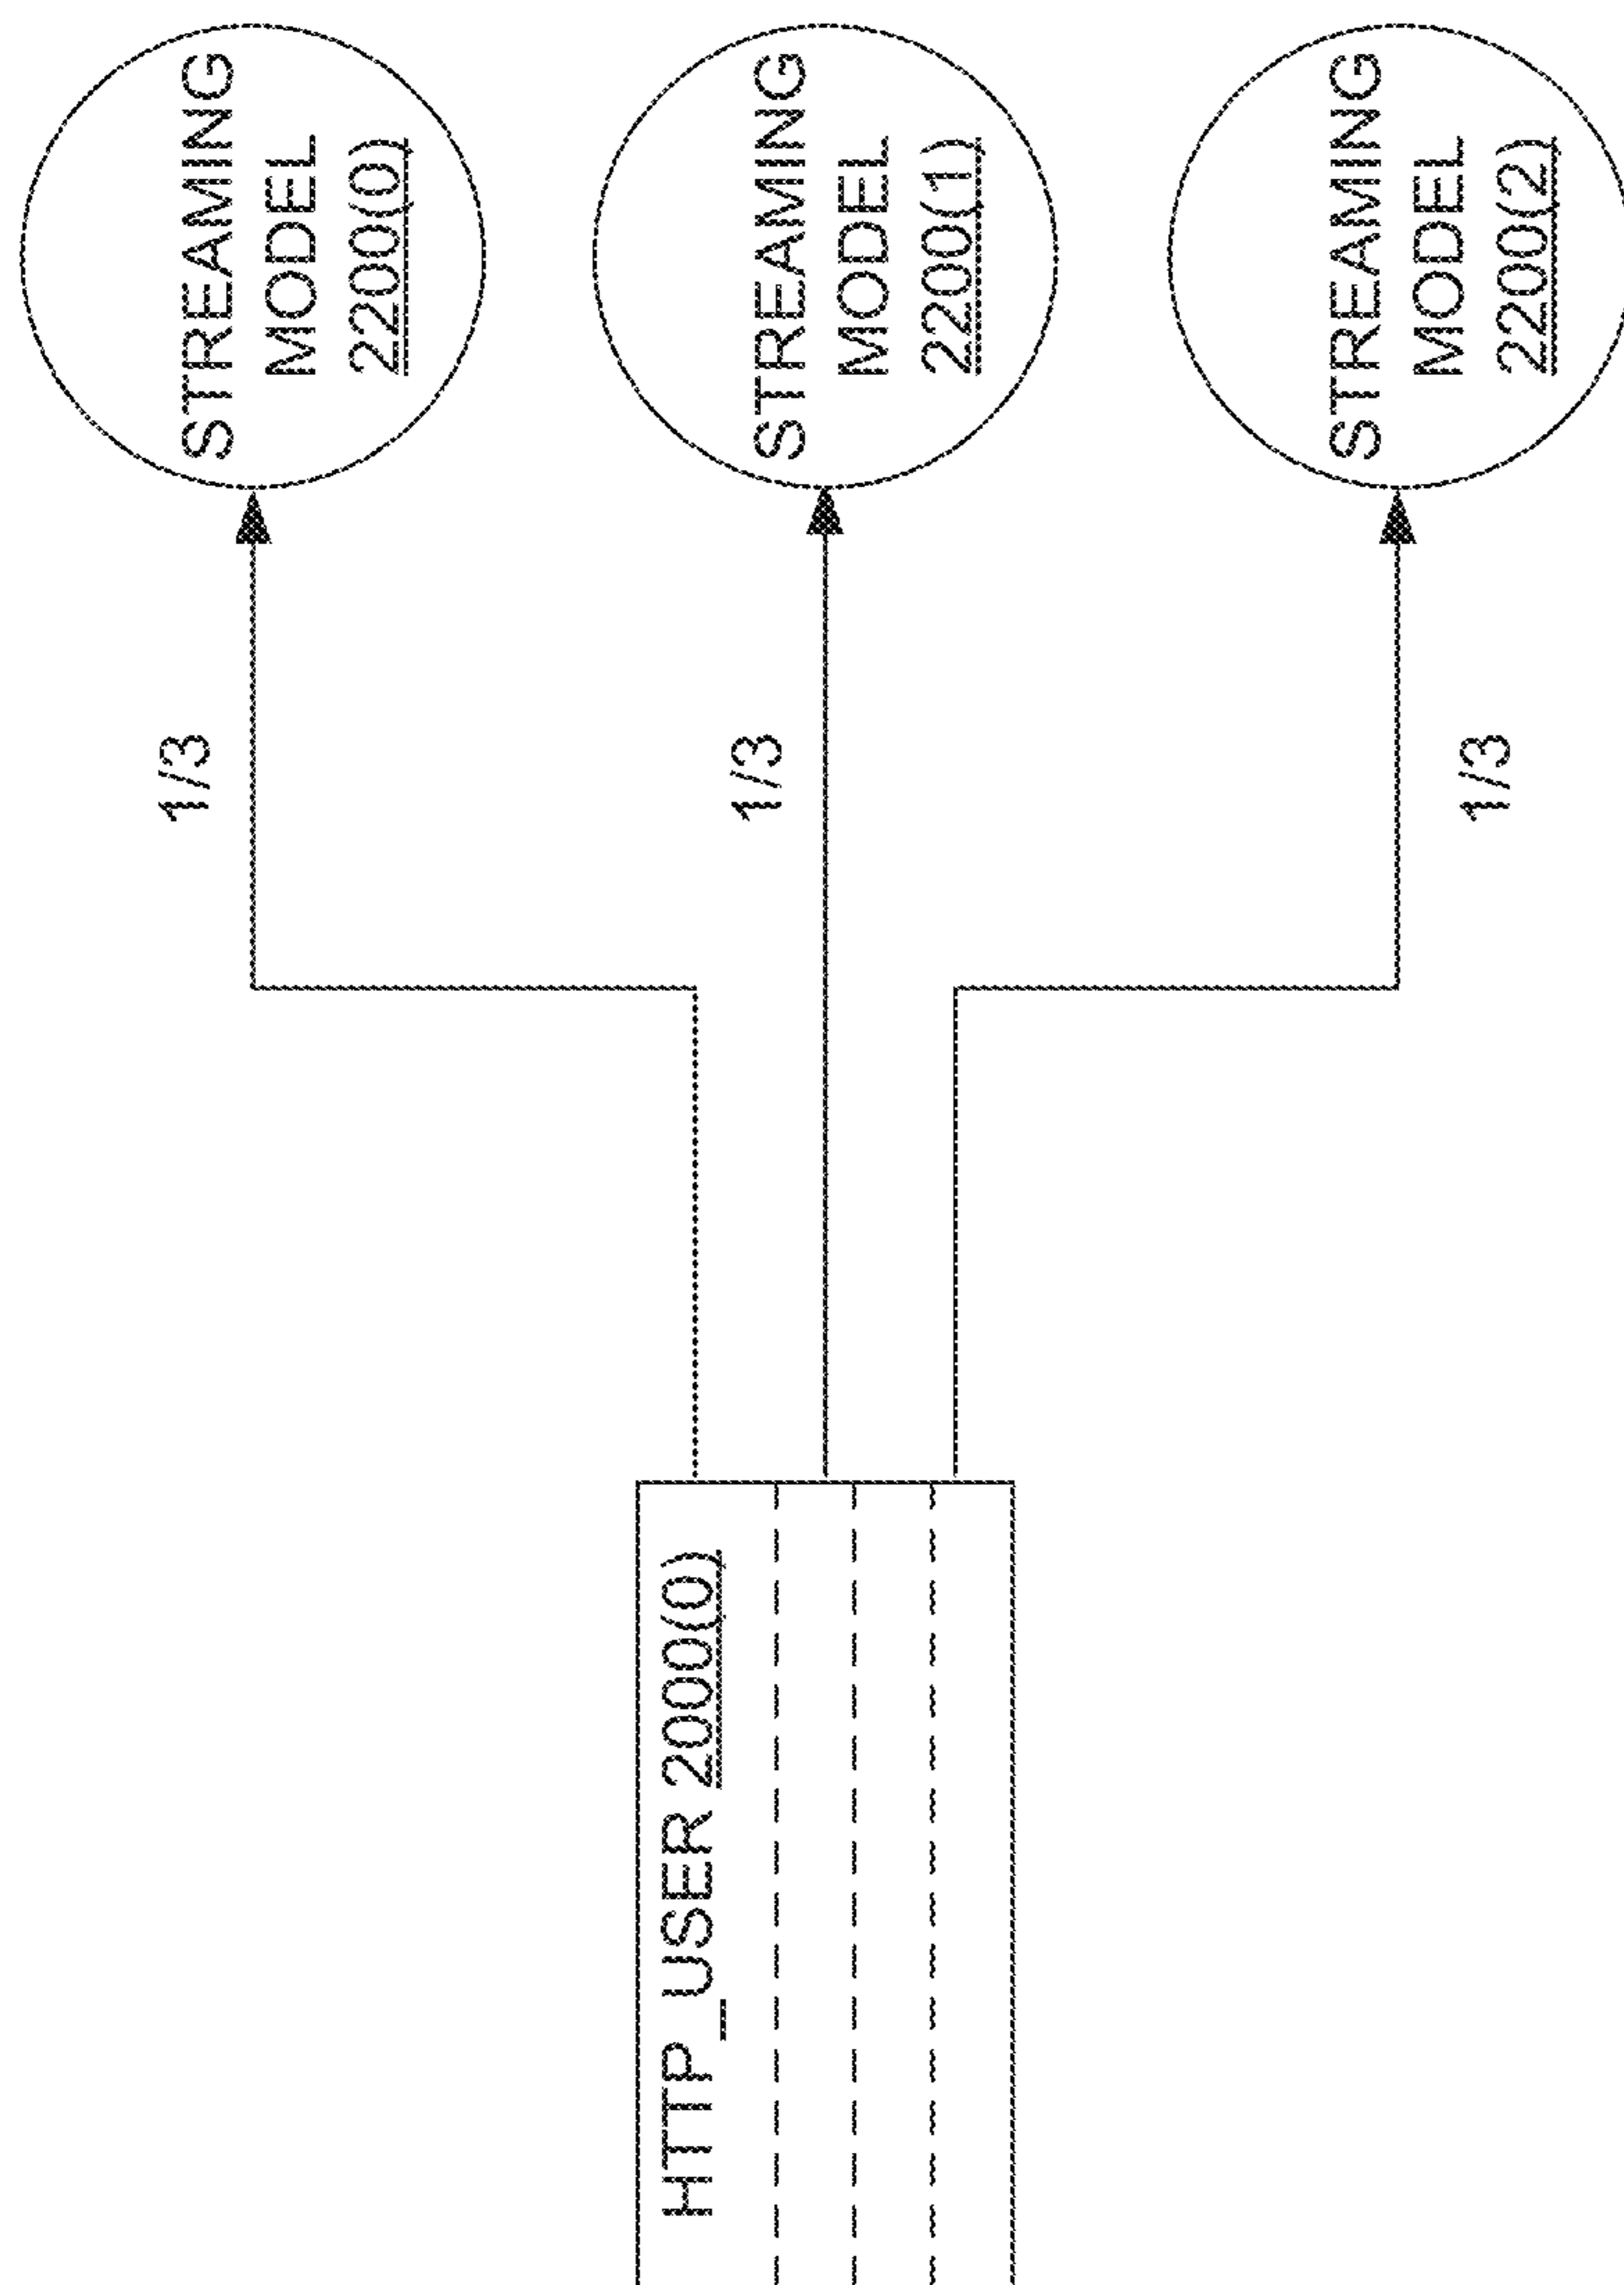 HTTP_USER 2000(0)
1/3
STREAMING
MODEL
2200(0)
1/3
STREAMING
MODEL
2200(1)
1/3
STREAMING
MODEL
2200(2)